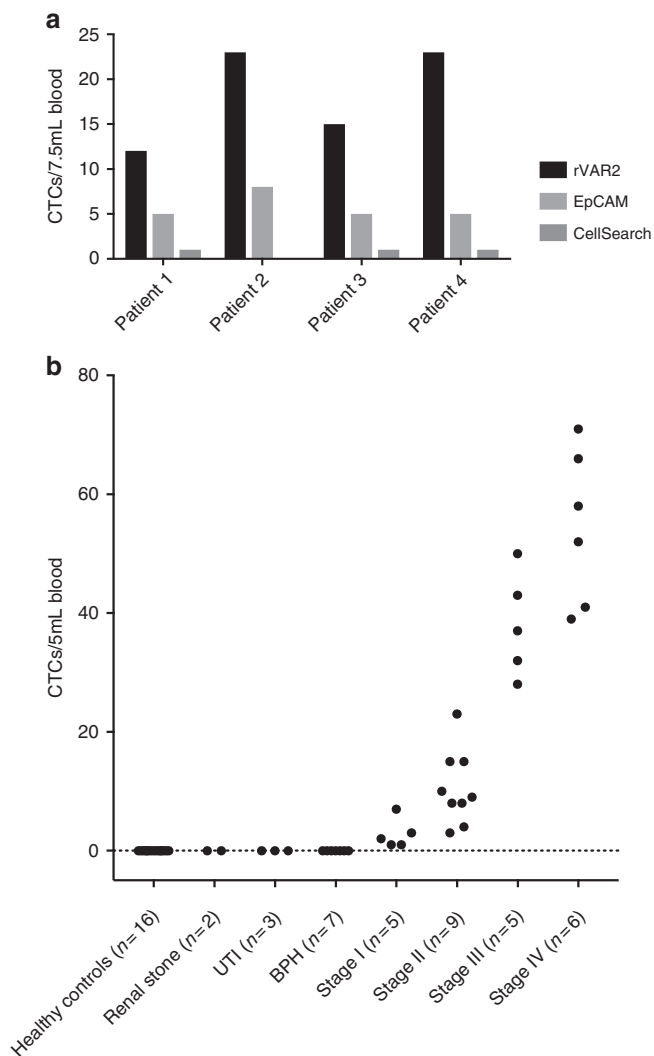 a
25
20
15
10
5
0
CTCs/7.5mL blood
Patient 1
Patient 2
Patient 3
Patient 4
rVAR2
EpCAM
CellSearch
b
80
60
40
20
0
CTCs/5mL blood
Healthy controls (n=16)
Renal stone (n=2)
UTI (n=3)
BPH (n=7)
Stage I (n=5)
Stage II (n=9)
Stage III (n=5)
Stage IV (n=6)